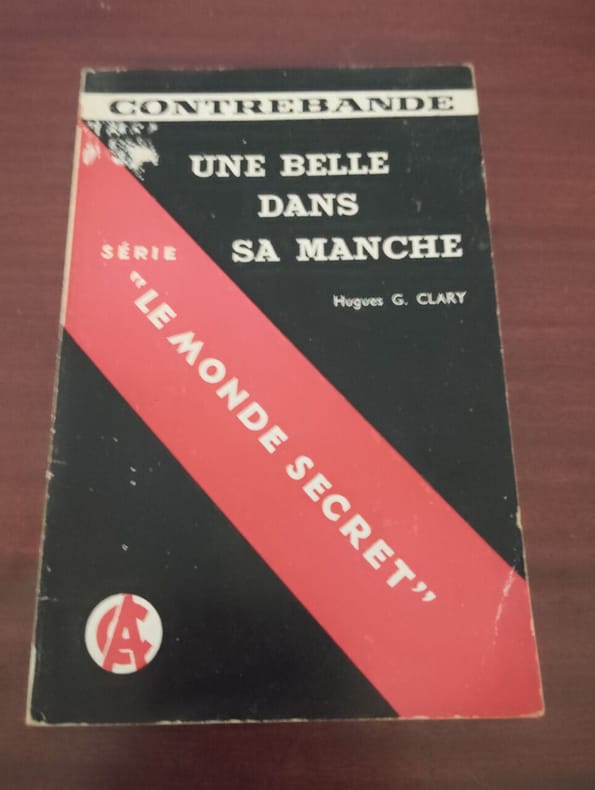 CONTREBANDE
UNE BELLE
DANS
SA MANCHE
SÉRIE
Hugues G. CLARY
"LE MONDE SECRET"